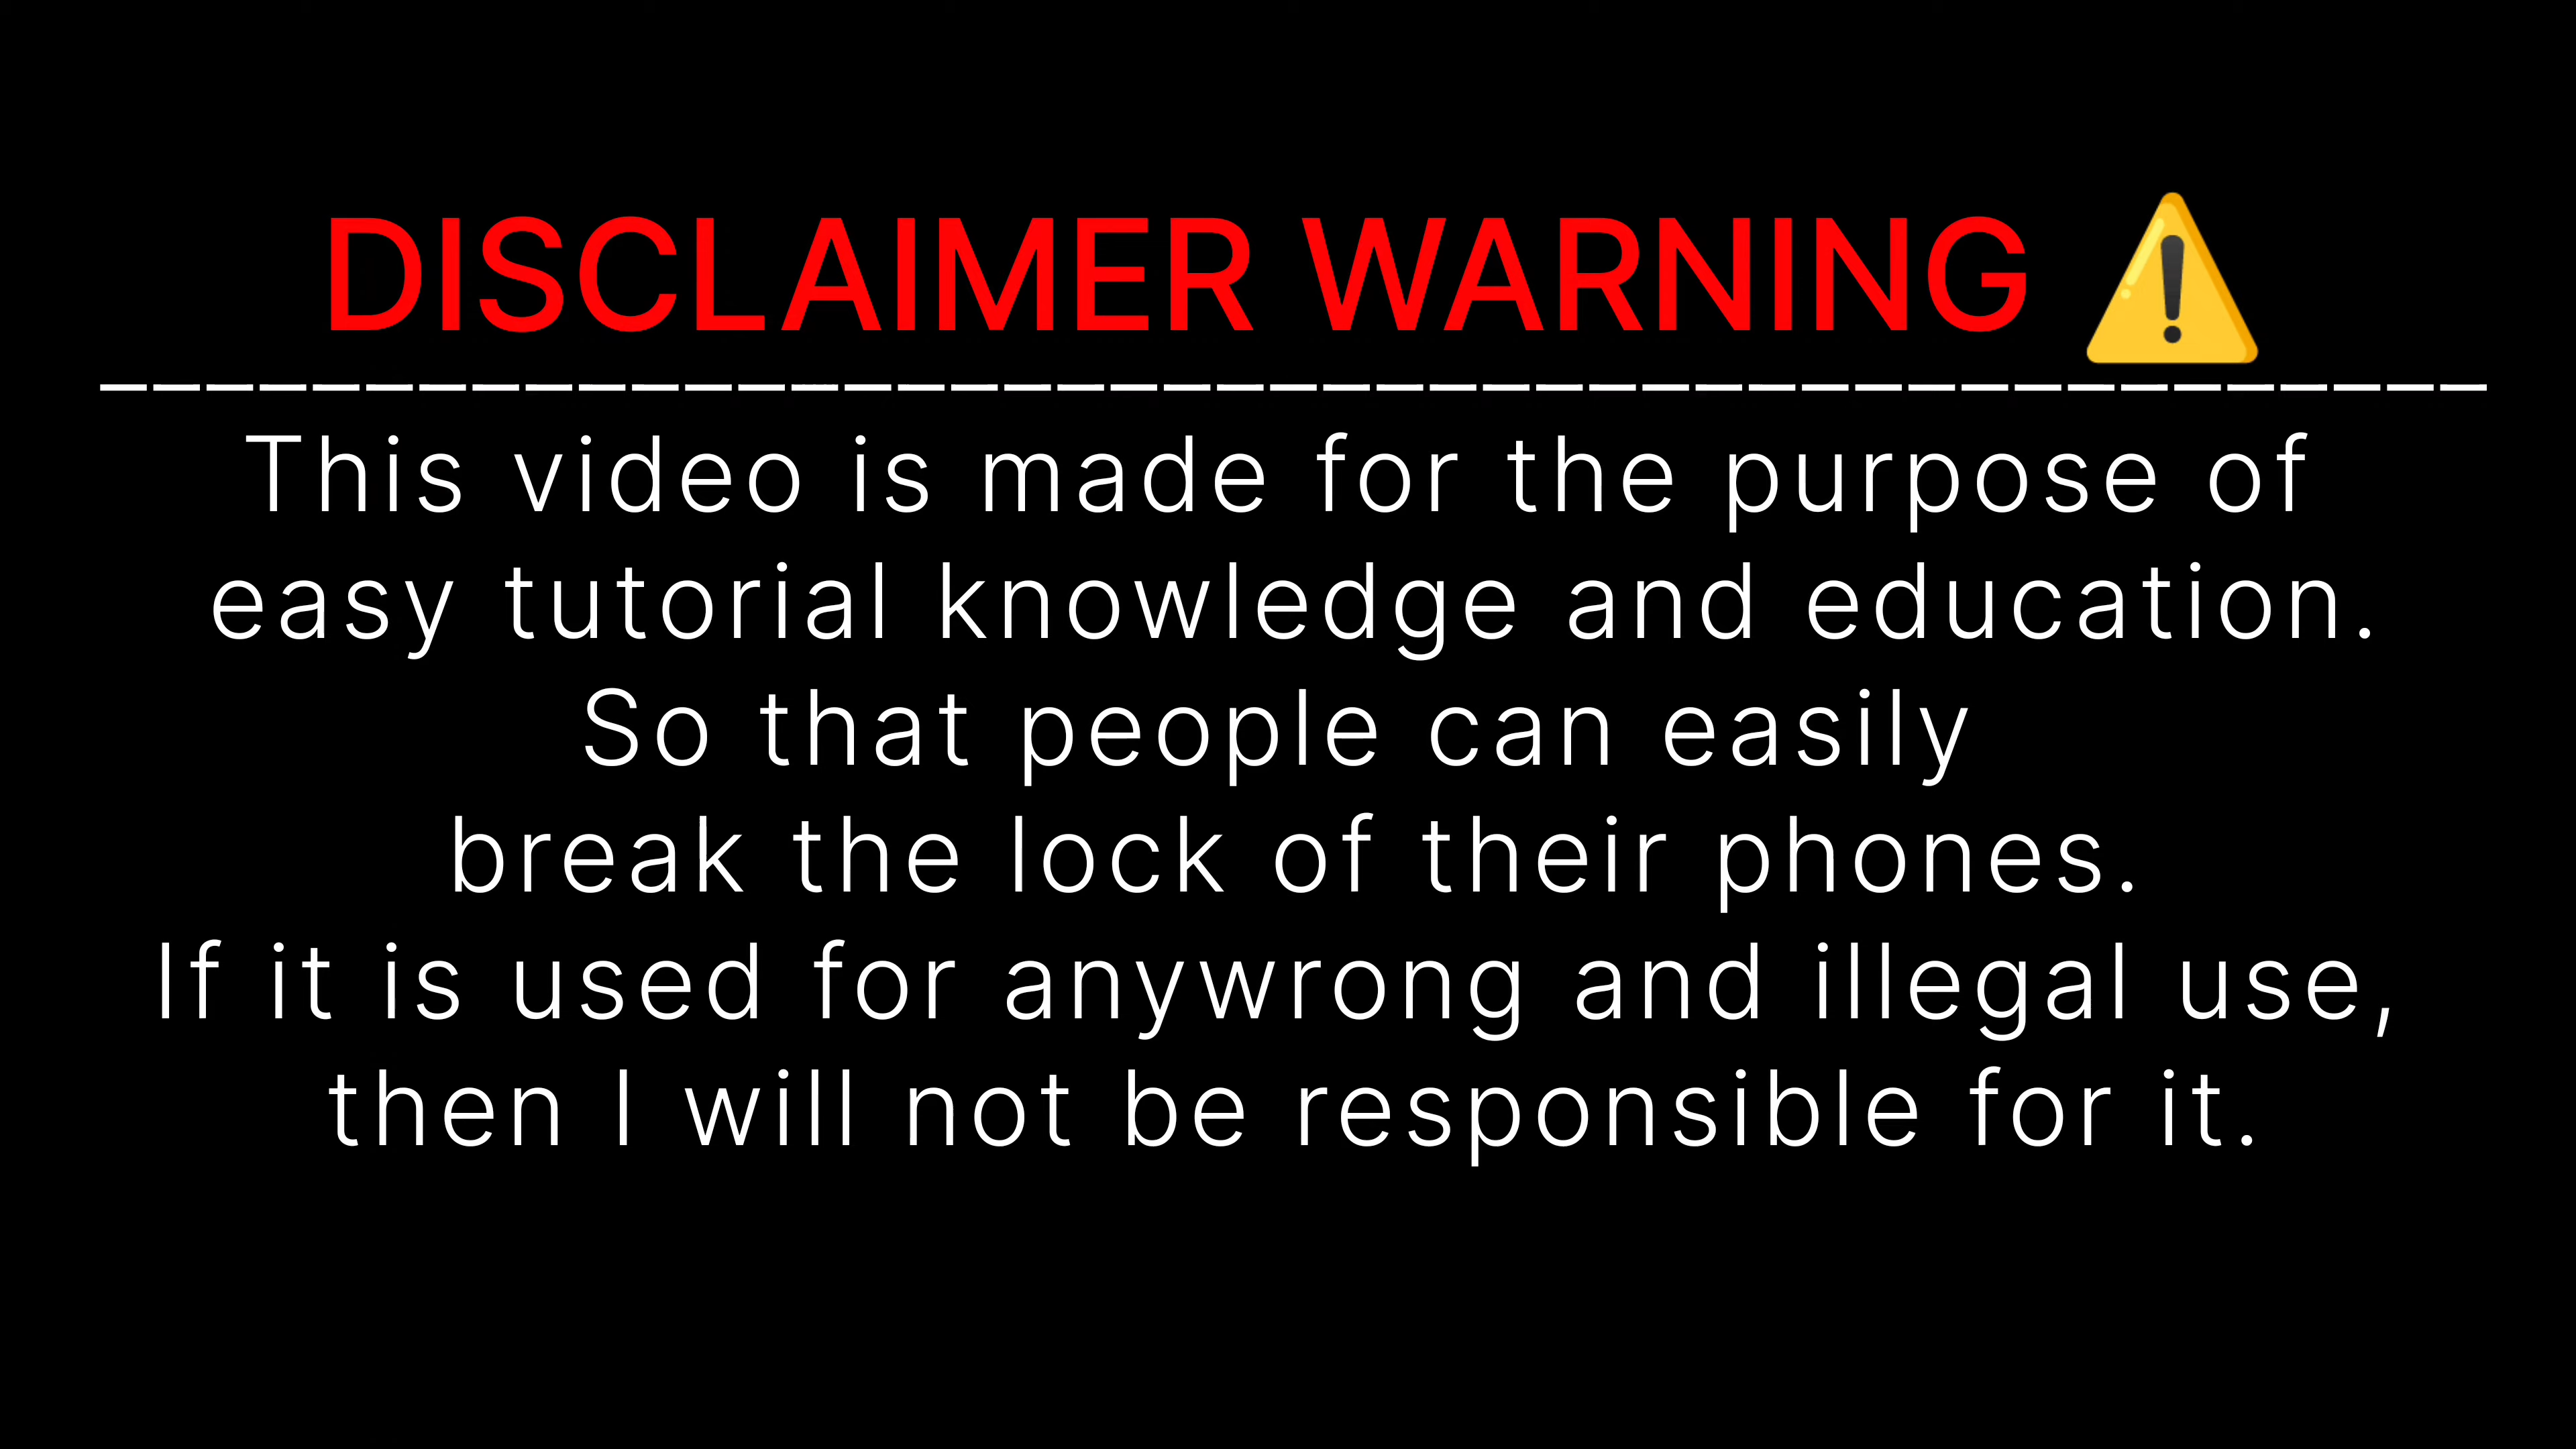 DISCLAIMER WARNING ⚠️
_____________________________________________
This video is made for the purpose of
easy tutorial knowledge and education.
So that people can easily
break the lock of their phones.
If it is used for anywrong and illegal use,
then I will not be responsible for it.